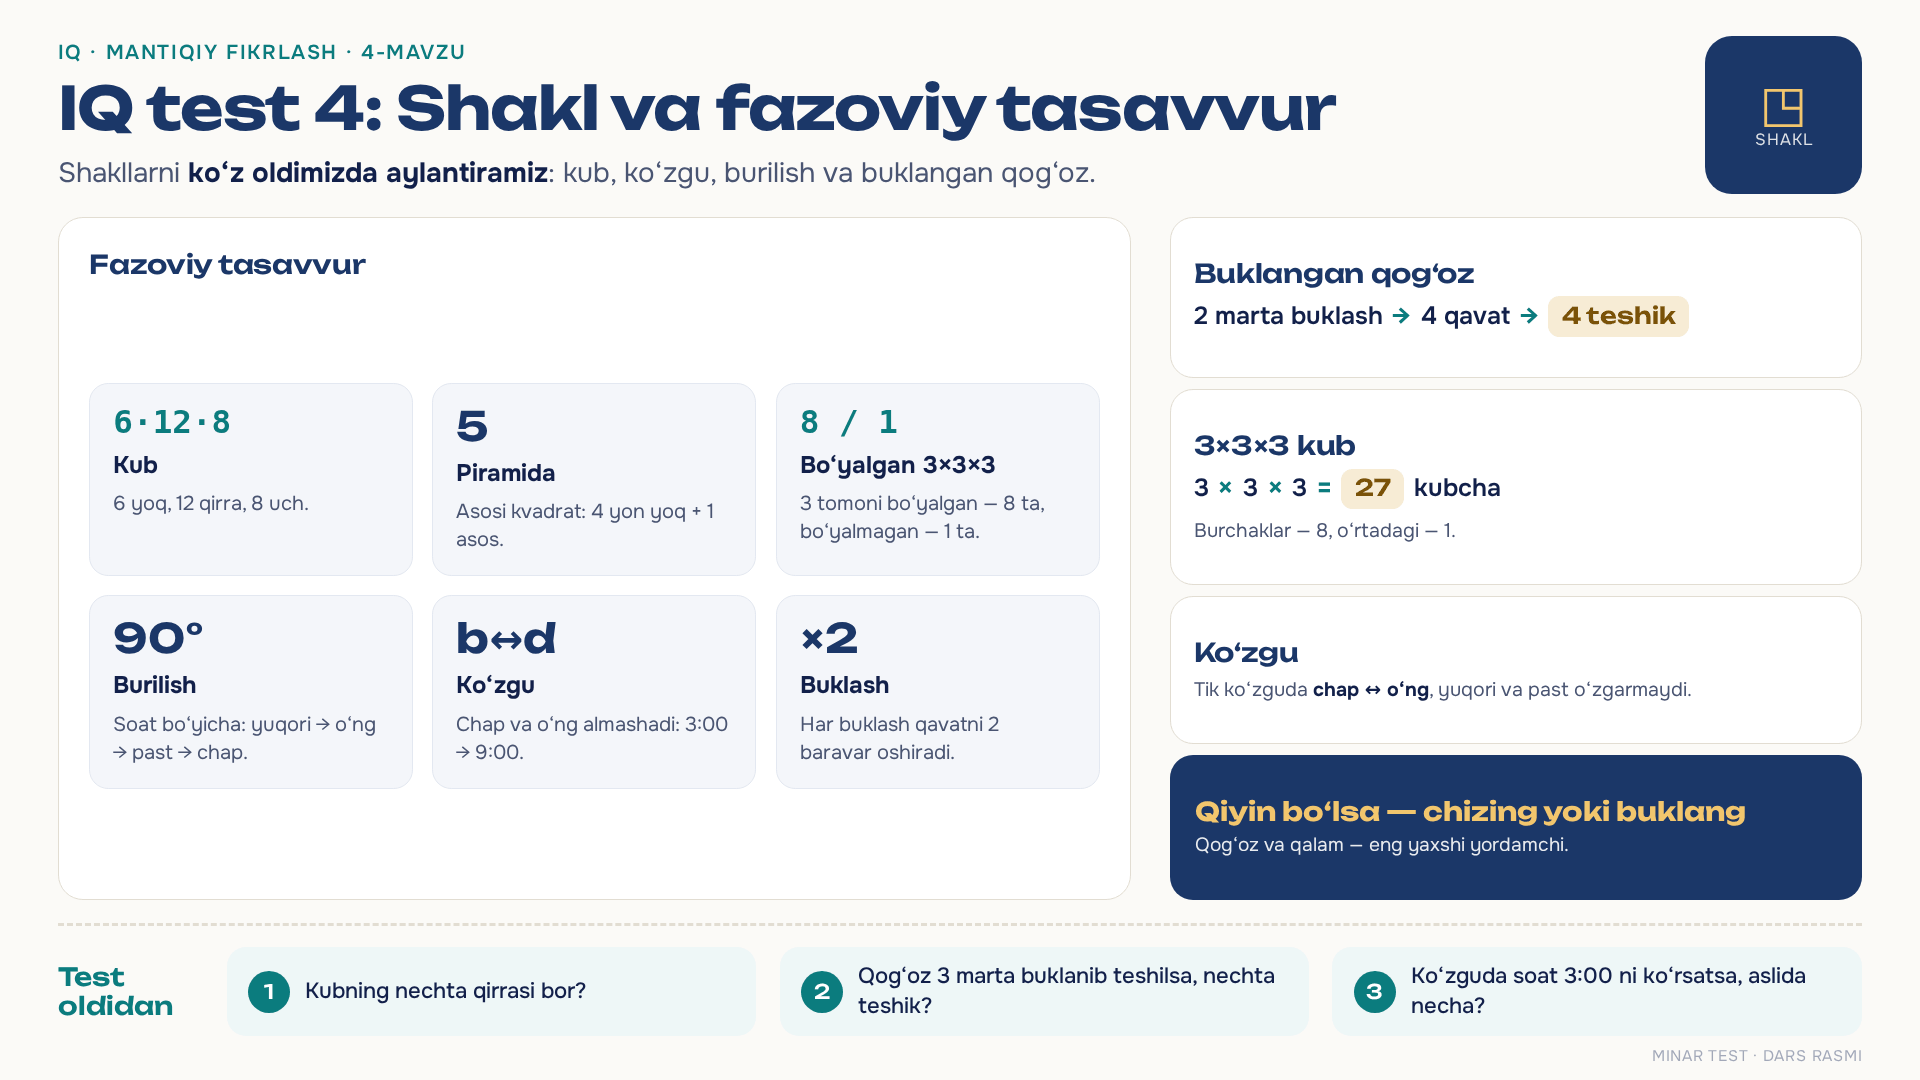 IQ · MANTIQIY FIKRLASH · 4-MAVZU
IQ test 4: Shakl va fazoviy tasavvur
Shakllarni ko‘z oldimizda aylantiramiz: kub, ko‘zgu, burilish va buklangan qog‘oz.
SHAKL
Fazoviy tasavvur
6·12·8
Kub
6 yoq, 12 qirra, 8 uch.
5
Piramida
Asosi kvadrat: 4 yon yoq + 1
asos.
8 / 1
Bo‘yalgan 3×3×3
3 tomoni bo‘yalgan — 8 ta,
bo‘yalmagan — 1 ta.
90°
Burilish
Soat bo‘yicha: yuqori → o‘ng
→ past → chap.
b↔d
Ko‘zgu
Chap va o‘ng almashadi: 3:00
→ 9:00.
×2
Buklash
Har buklash qavatni 2
baravar oshiradi.
Buklangan qog‘oz
2 marta buklash → 4 qavat → 4 teshik
3×3×3 kub
3 × 3 × 3 = 27 kubcha
Burchaklar — 8, o‘rtadagi — 1.
Ko‘zgu
Tik ko‘zguda chap ↔ o‘ng, yuqori va past o‘zgarmaydi.
Qiyin bo‘lsa — chizing yoki buklang
Qog‘oz va qalam — eng yaxshi yordamchi.
Test
oldidan
1 Kubning nechta qirrasi bor?
2 Qog‘oz 3 marta buklanib teshilsa, nechta
teshik?
3 Ko‘zguda soat 3:00 ni ko‘rsatsa, aslida
necha?
MINAR TEST · DARS RASMI